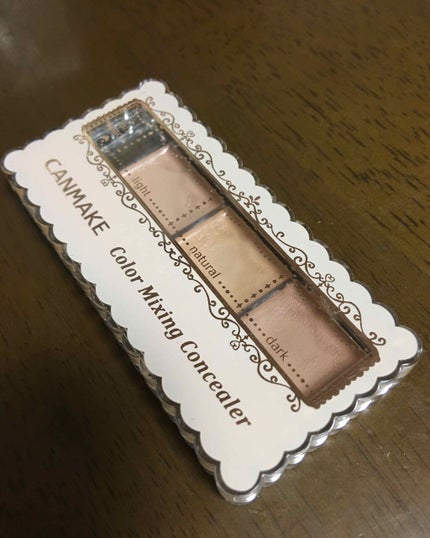 CANMAKE
Color Mixing Concealer
light
natural
dark